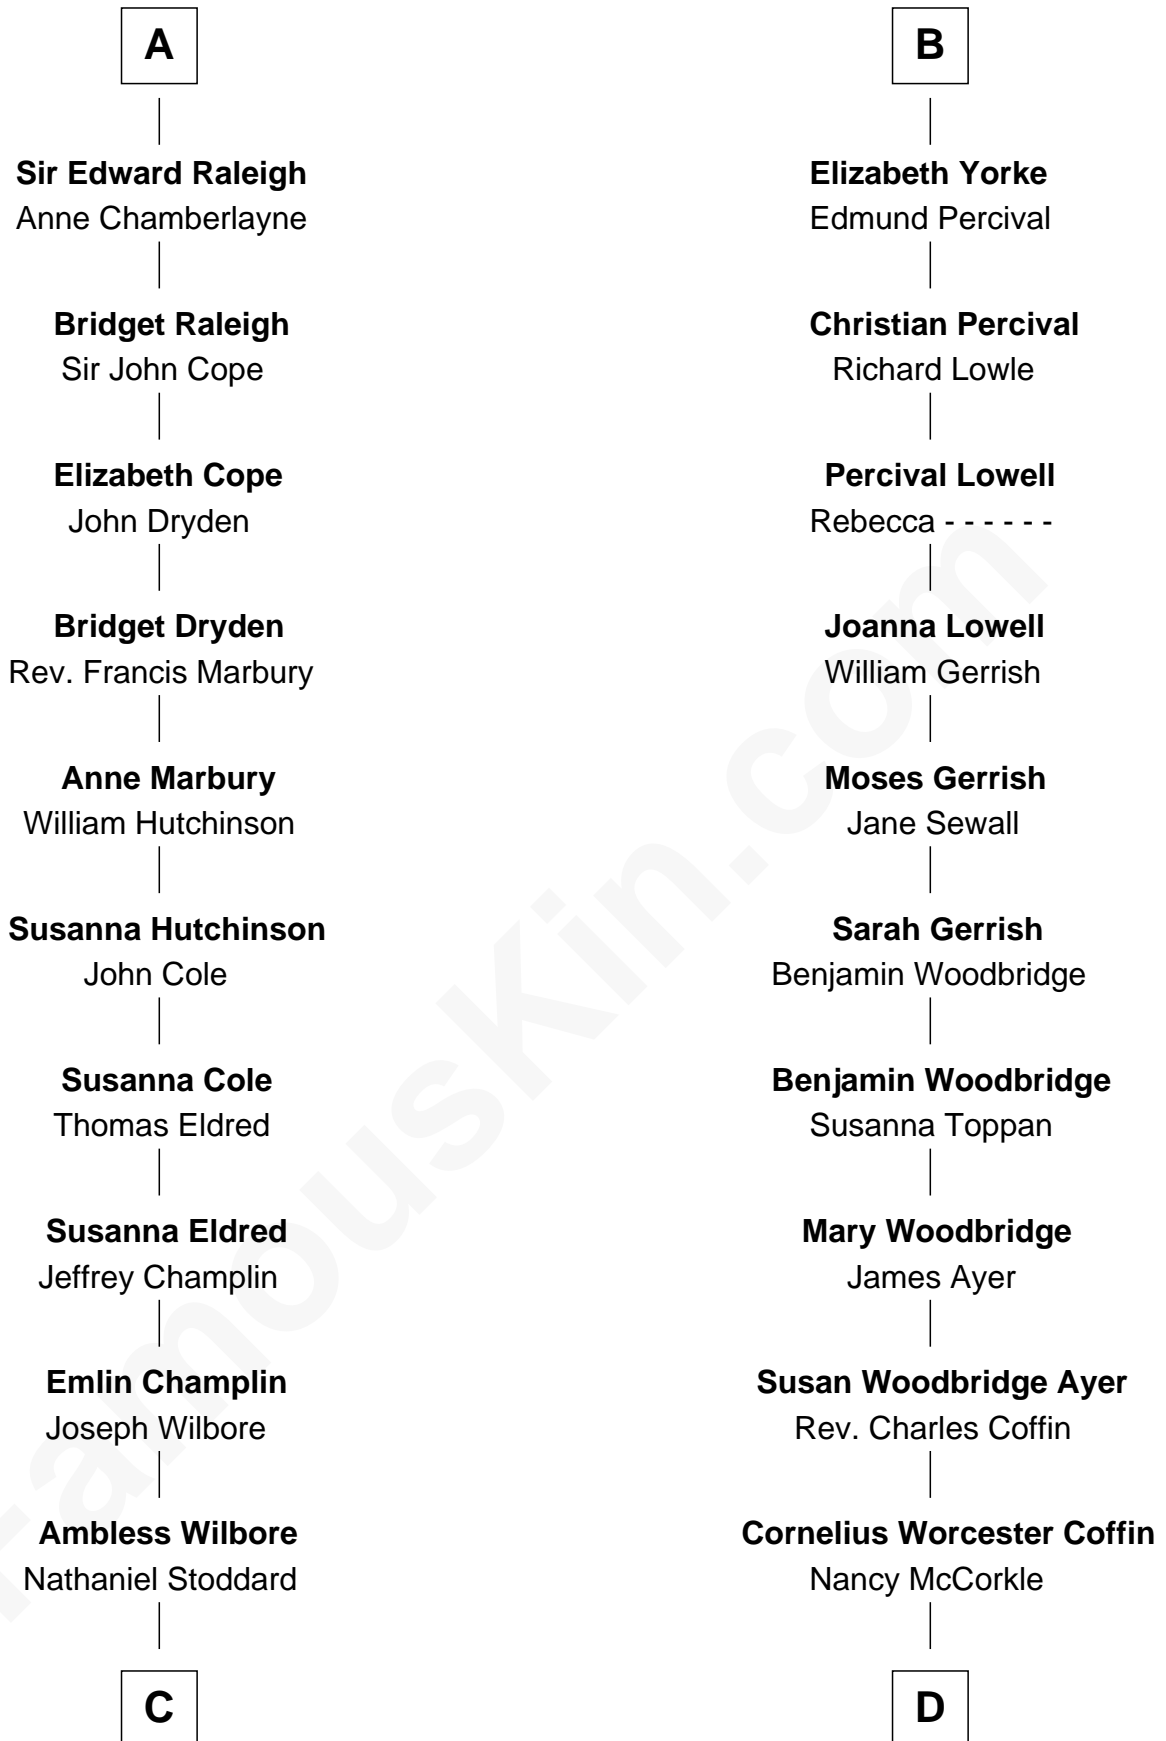 A
Sir Edward Raleigh
Anne Chamberlayne
Bridget Raleigh
Sir John Cope
Elizabeth Cope
John Dryden
Bridget Dryden
Rev. Francis Marbury
Anne Marbury
William Hutchinson
Susanna Hutchinson
John Cole
Susanna Cole
Thomas Eldred
Susanna Eldred
Jeffrey Champlin
Emlin Champlin
Joseph Wilbore
Ambless Wilbore
Nathaniel Stoddard
C
B
Elizabeth Yorke
Edmund Percival
Christian Percival
Richard Lowle
Percival Lowell
Rebecca - - - - - -
Joanna Lowell
William Gerrish
Moses Gerrish
Jane Sewall
Sarah Gerrish
Benjamin Woodbridge
Benjamin Woodbridge
Susanna Toppan
Mary Woodbridge
James Ayer
Susan Woodbridge Ayer
Rev. Charles Coffin
Cornelius Worcester Coffin
Nancy McCorkle
D
FamousKin.com